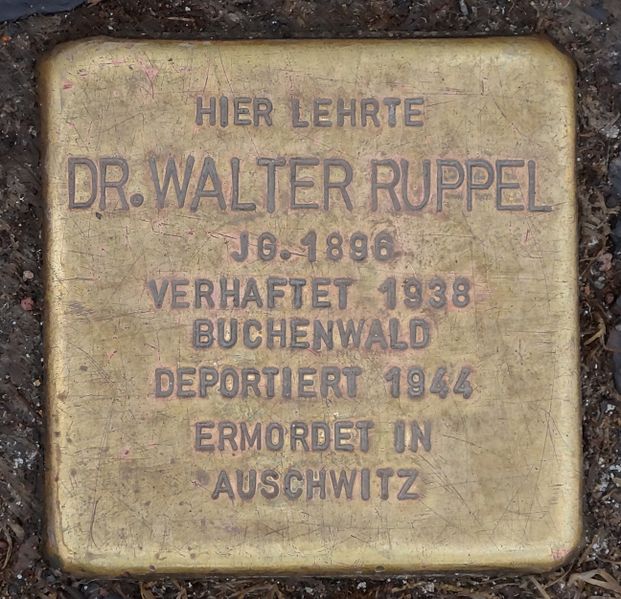 HIER LEHRTE
DR. WALTER RUPPEL
JG. 1896
VERHAFTET 1938
BUCHENWALD
DEPORTIERT 1944
ERMORDET IN
AUSCHWITZ